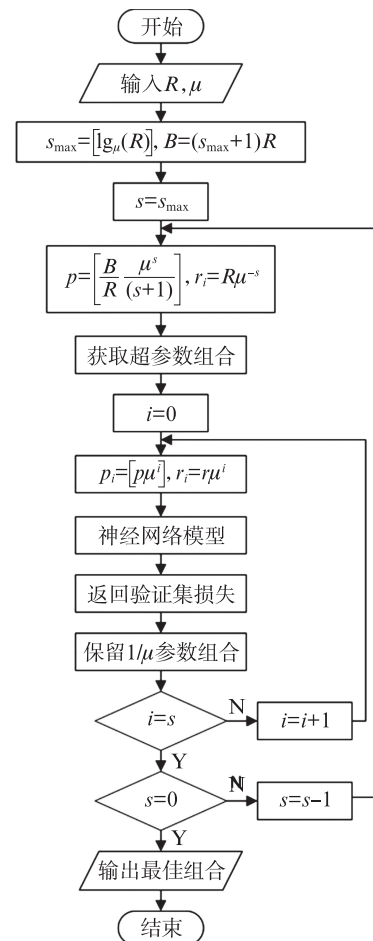 开始
输入R, μ
s_max=[lg_μ(R)], B=(s_max+1)R
s=s_max
p=[B/R μ^s/(s+1)], r_i=Rμ^{-s}
获取超参数组合
i=0
p_i=[pμ^i], r_i=rμ^i
神经网络模型
返回验证集损失
保留1/μ参数组合
i=s N i=i+1
Y
s=0 N s=s-1
Y
输出最佳组合
结束